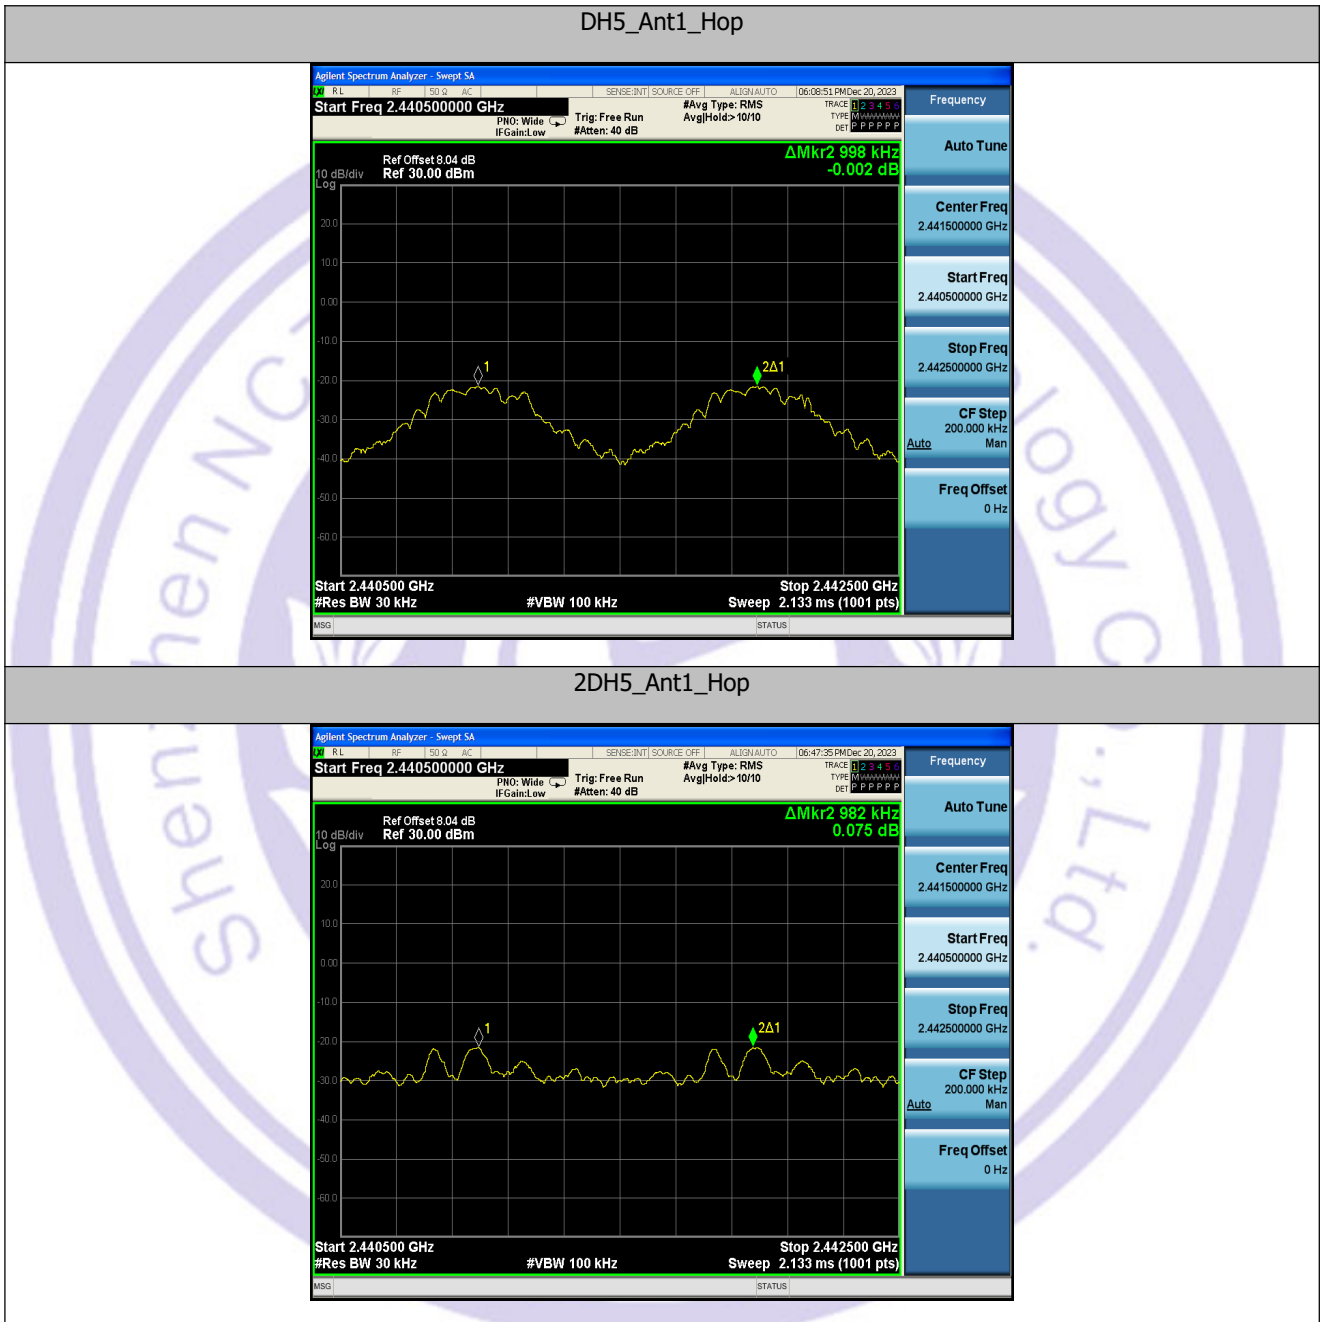 DH5_Ant1_Hop
Agilent Spectrum Analyzer - Swept SA
RL RF 50 Ω AC SENSE:INT SOURCE OFF ALIGN AUTO 06:08:51 PM Dec 20, 2023
Start Freq 2.440500000 GHz
PNO: Wide
IFGain:Low
Trig: Free Run
#Atten: 40 dB
#Avg Type: RMS
Avg|Hold:>10/10
TRACE 1 2 3 4 5 6
TYPE M
DET P P P P P P
Frequency
ΔMkr2 998 kHz
-0.002 dB
Ref Offset 8.04 dB
10 dB/div Ref 30.00 dBm
Log
20.0
10.0
0.00
-10.0
-20.0
-30.0
-40.0
-50.0
-60.0
1
2Δ1
Start 2.440500 GHz
Stop 2.442500 GHz
#Res BW 30 kHz
#VBW 100 kHz
Sweep 2.133 ms (1001 pts)
MSG
STATUS
Auto Tune
Center Freq
2.441500000 GHz
Start Freq
2.440500000 GHz
Stop Freq
2.442500000 GHz
CF Step
200.000 kHz
Auto Man
Freq Offset
0 Hz
2DH5_Ant1_Hop
Agilent Spectrum Analyzer - Swept SA
RL RF 50 Ω AC SENSE:INT SOURCE OFF ALIGN AUTO 06:47:35 PM Dec 20, 2023
Start Freq 2.440500000 GHz
PNO: Wide
IFGain:Low
Trig: Free Run
#Atten: 40 dB
#Avg Type: RMS
Avg|Hold:>10/10
TRACE 1 2 3 4 5 6
TYPE M
DET P P P P P P
Frequency
ΔMkr2 982 kHz
0.075 dB
Ref Offset 8.04 dB
10 dB/div Ref 30.00 dBm
Log
20.0
10.0
0.00
-10.0
-20.0
-30.0
-40.0
-50.0
-60.0
1
2Δ1
Start 2.440500 GHz
Stop 2.442500 GHz
#Res BW 30 kHz
#VBW 100 kHz
Sweep 2.133 ms (1001 pts)
MSG
STATUS
Auto Tune
Center Freq
2.441500000 GHz
Start Freq
2.440500000 GHz
Stop Freq
2.442500000 GHz
CF Step
200.000 kHz
Auto Man
Freq Offset
0 Hz